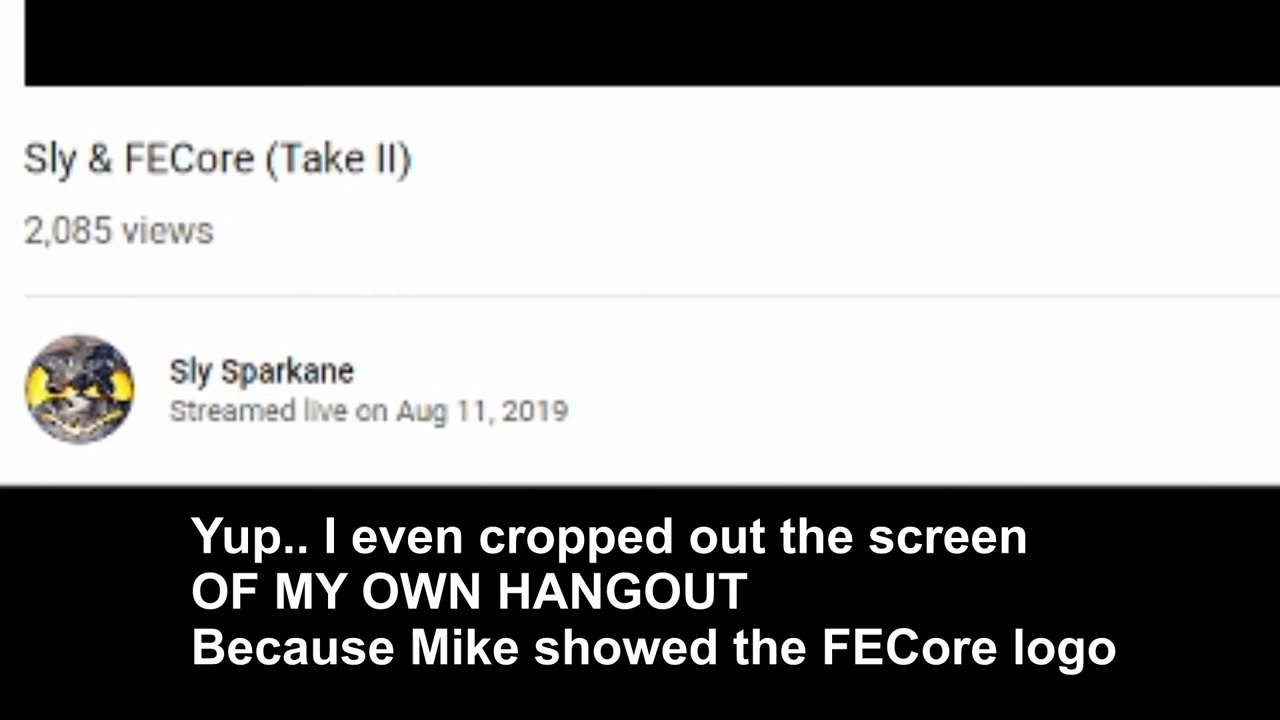 Sly & FECore (Take II)
2,085 views
Sly Sparkane
Streamed live on Aug 11, 2019
Yup.. I even cropped out the screen
OF MY OWN HANGOUT
Because Mike showed the FECore logo